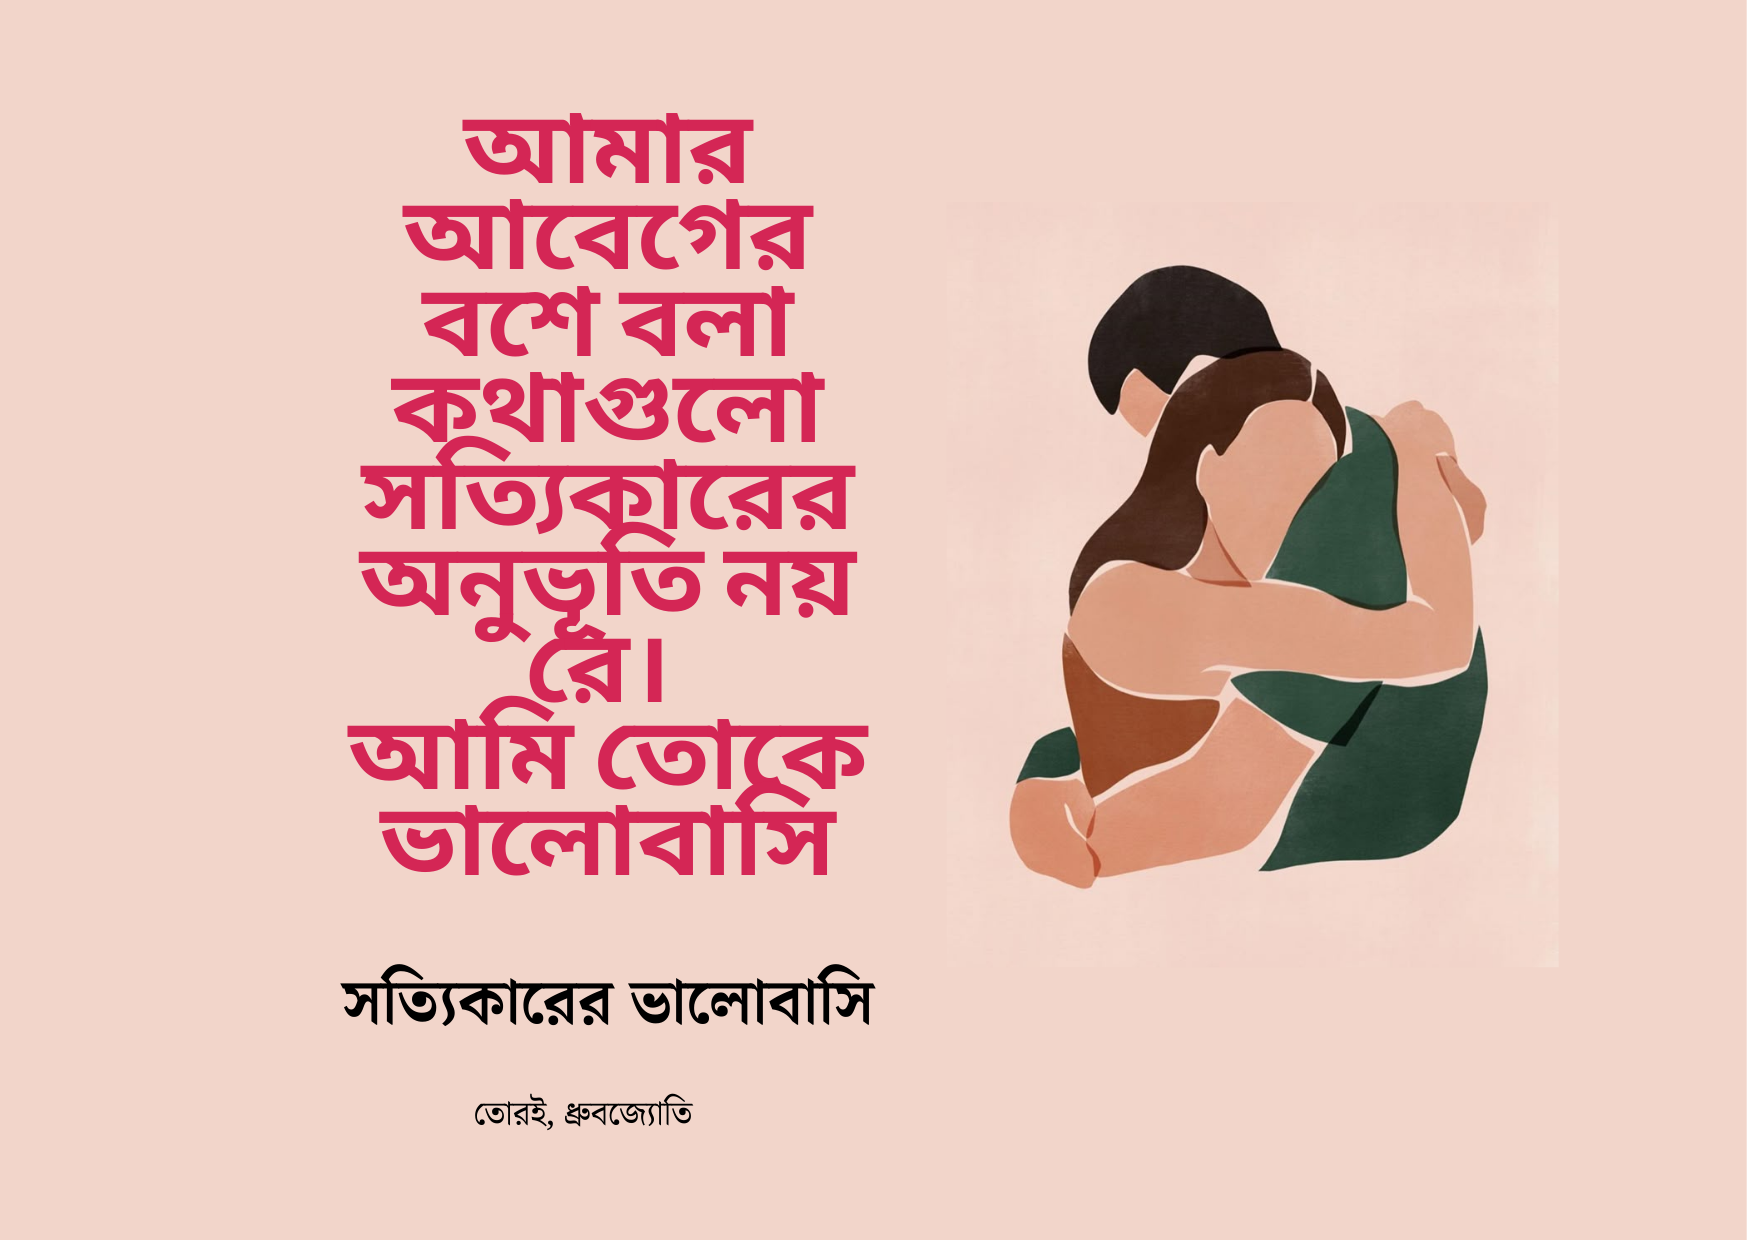 আমার
আবেগের
বশে বলা
কথাগুলো
সত্যিকারের
অনুভূতি নয়
রে।
আমি তোকে
ভালোবাসি
সত্যিকারের ভালোবাসি
তোরই, ধ্রুবজ্যোতি